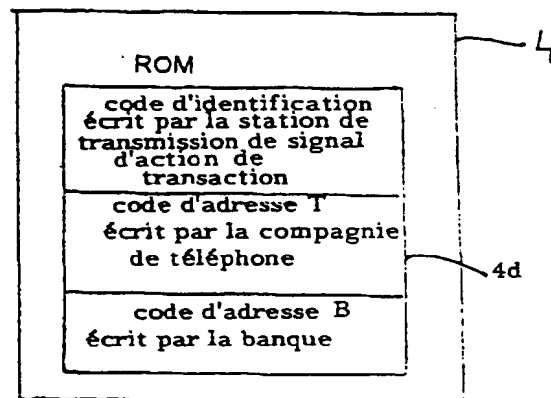 ROM
4
code d'identification
écrit par la station de
transmission de signal
d'action de
transaction
code d'adresse T
écrit par la compagnie
de téléphone
4d
code d'adresse B
écrit par la banque